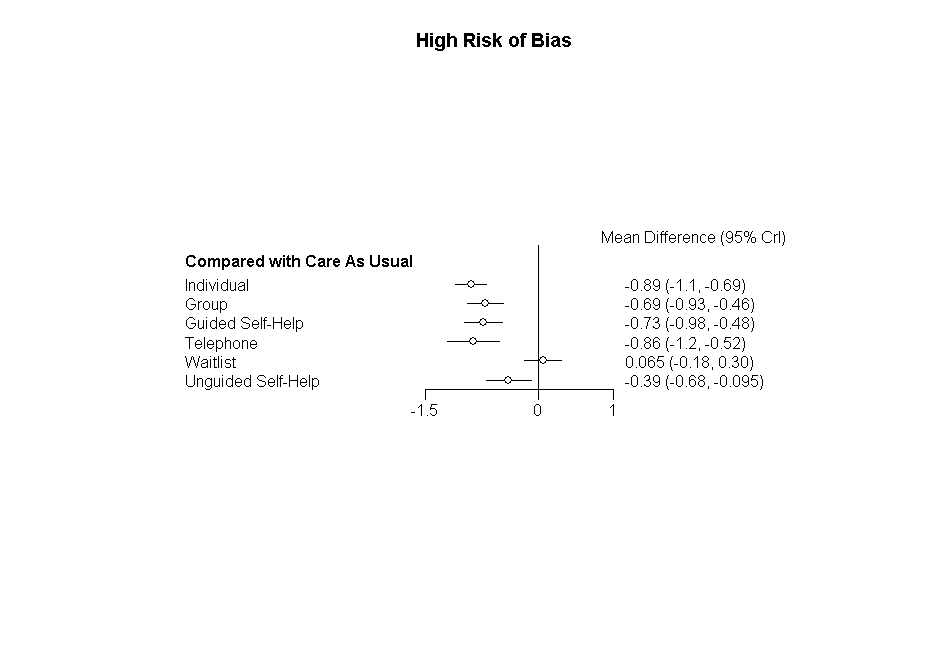 High Risk of Bias
Mean Difference (95% CrI)
Compared with Care As Usual
Individual -0.89 (-1.1, -0.69)
Group -0.69 (-0.93, -0.46)
Guided Self-Help -0.73 (-0.98, -0.48)
Telephone -0.86 (-1.2, -0.52)
Waitlist 0.065 (-0.18, 0.30)
Unguided Self-Help -0.39 (-0.68, -0.095)
-1.5 0 1